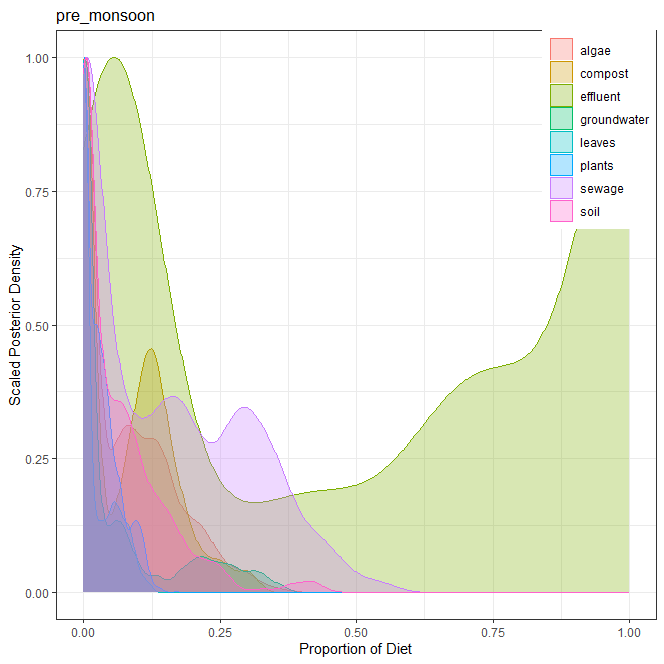 pre_monsoon
algae
compost
effluent
groundwater
leaves
plants
sewage
soil
1.00
0.75
0.50
0.25
0.00
Scaled Posterior Density
0.00 0.25 0.50 0.75 1.00
Proportion of Diet